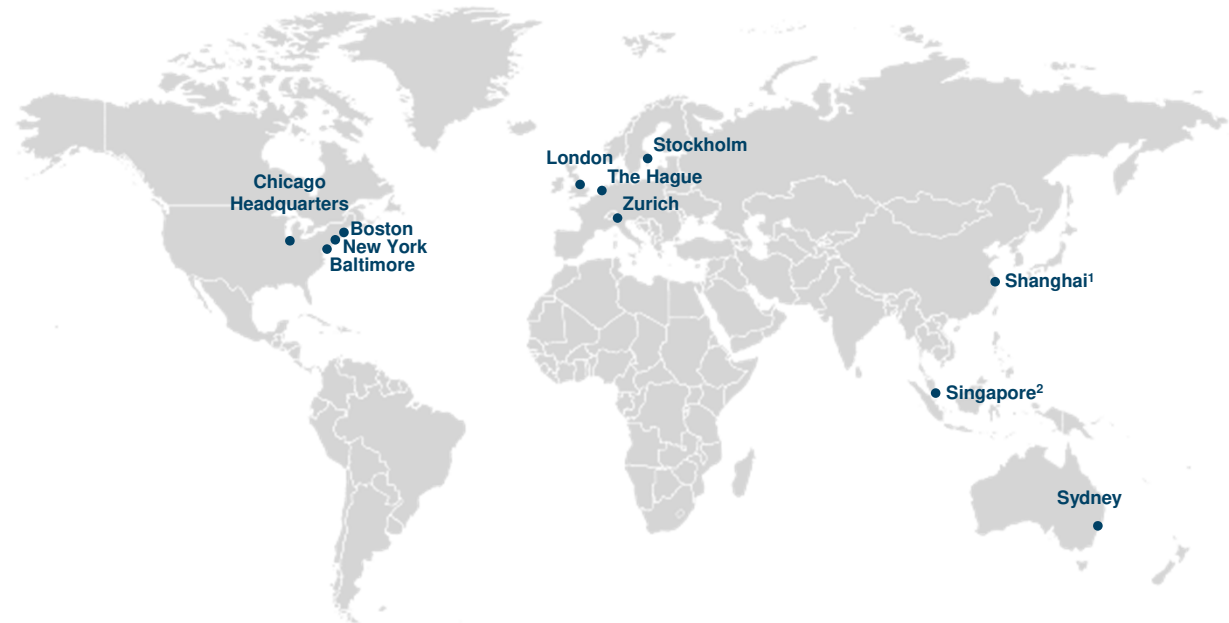 Stockholm
London
The Hague
Chicago
Headquarters
Zurich
Boston
New York
Baltimore
Shanghai¹
Singapore²
Sydney